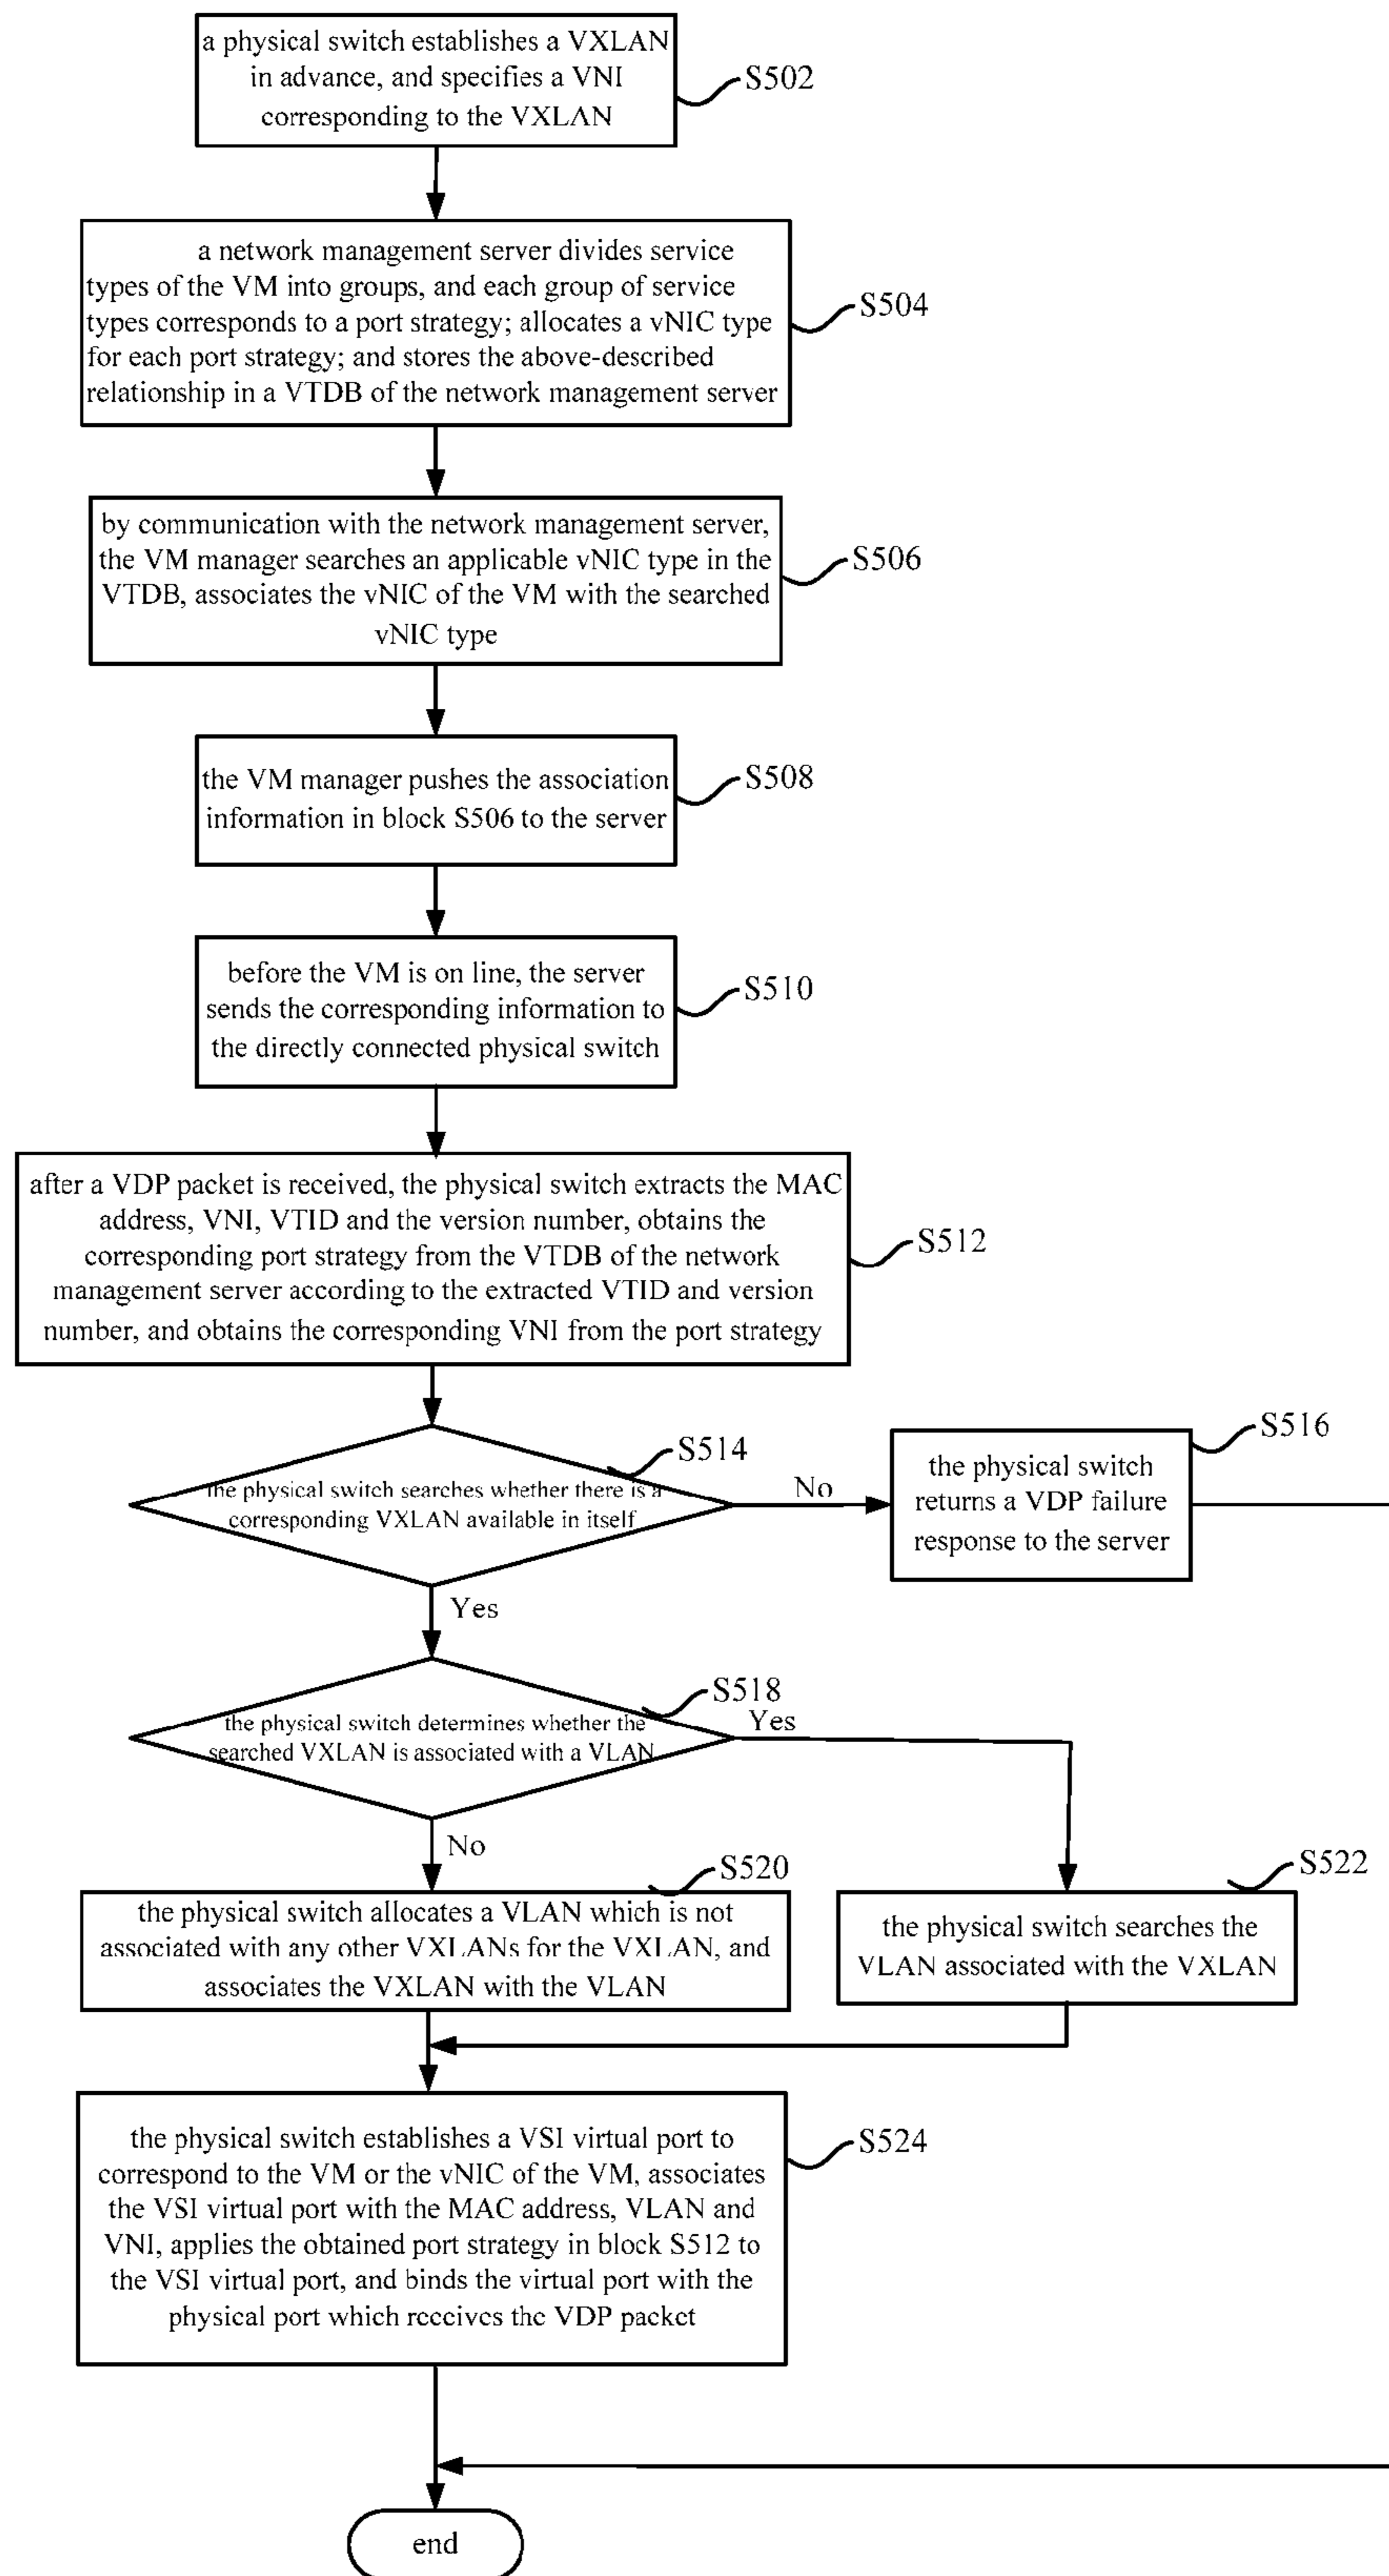 a physical switch establishes a VXLAN
in advance, and specifies a VNI
corresponding to the VXLAN
S502
a network management server divides service
types of the VM into groups, and each group of service
types corresponds to a port strategy; allocates a vNIC type
for each port strategy; and stores the above-described
relationship in a VTDB of the network management server
S504
by communication with the network management server,
the VM manager searches an applicable vNIC type in the
VTDB, associates the vNIC of the VM with the searched
vNIC type
S506
the VM manager pushes the association
information in block S506 to the server
S508
before the VM is on line, the server
sends the corresponding information to
the directly connected physical switch
S510
after a VDP packet is received, the physical switch extracts the MAC
address, VNI, VTID and the version number, obtains the
corresponding port strategy from the VTDB of the network
management server according to the extracted VTID and version
number, and obtains the corresponding VNI from the port strategy
S512
the physical switch searches whether there is a
corresponding VXLAN available in itself
S514
No
the physical switch
returns a VDP failure
response to the server
S516
Yes
the physical switch determines whether the
searched VXLAN is associated with a VLAN
S518
Yes
No
the physical switch allocates a VLAN which is not
associated with any other VXLANs for the VXLAN, and
associates the VXLAN with the VLAN
S520
the physical switch searches the
VLAN associated with the VXLAN
S522
the physical switch establishes a VSI virtual port to
correspond to the VM or the vNIC of the VM, associates
the VSI virtual port with the MAC address, VLAN and
VNI, applies the obtained port strategy in block S512 to
the VSI virtual port, and binds the virtual port with the
physical port which receives the VDP packet
S524
end